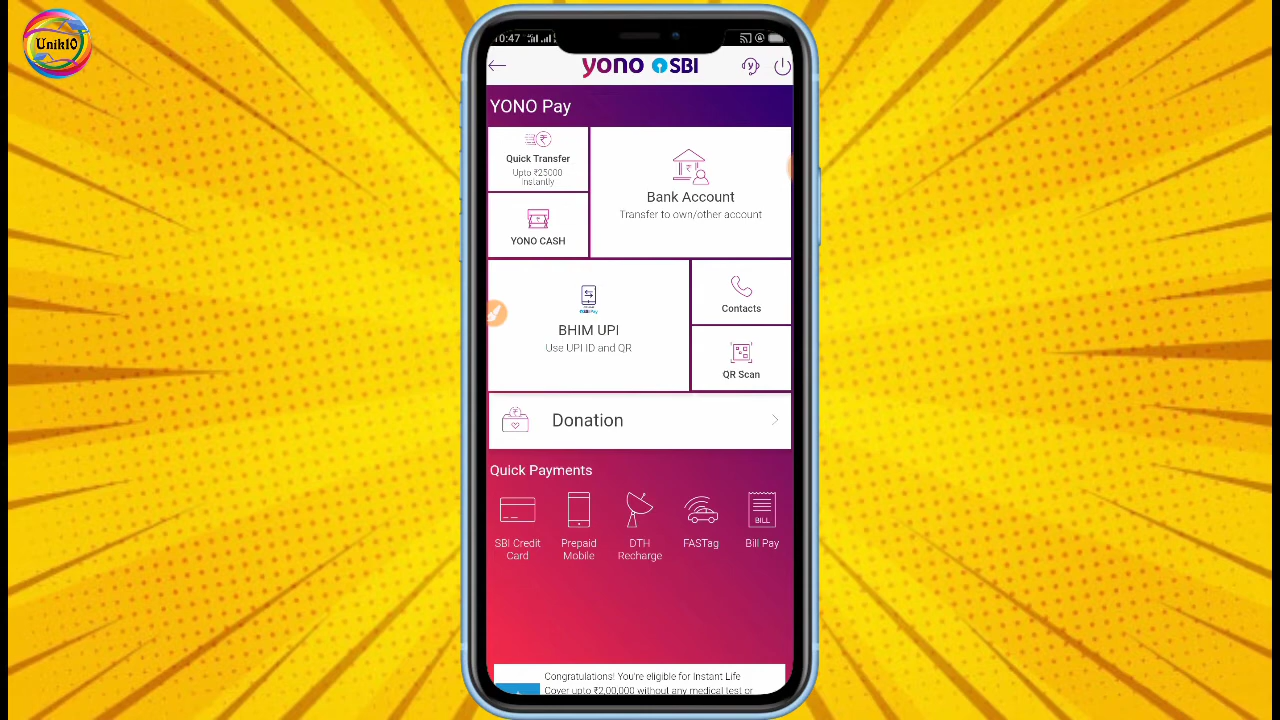 Unik10
10:47
yono SBI
YONO Pay
Quick Transfer
Upto ₹25000
Instantly
Bank Account
Transfer to own/other account
YONO CASH
BHIM UPI
Use UPI ID and QR
Contacts
QR Scan
Donation
Quick Payments
SBI Credit
Card
Prepaid
Mobile
DTH
Recharge
FASTag
BILL
Bill Pay
Congratulations! You're eligible for Instant Life
Cover upto ₹2,00,000 without any medical test or